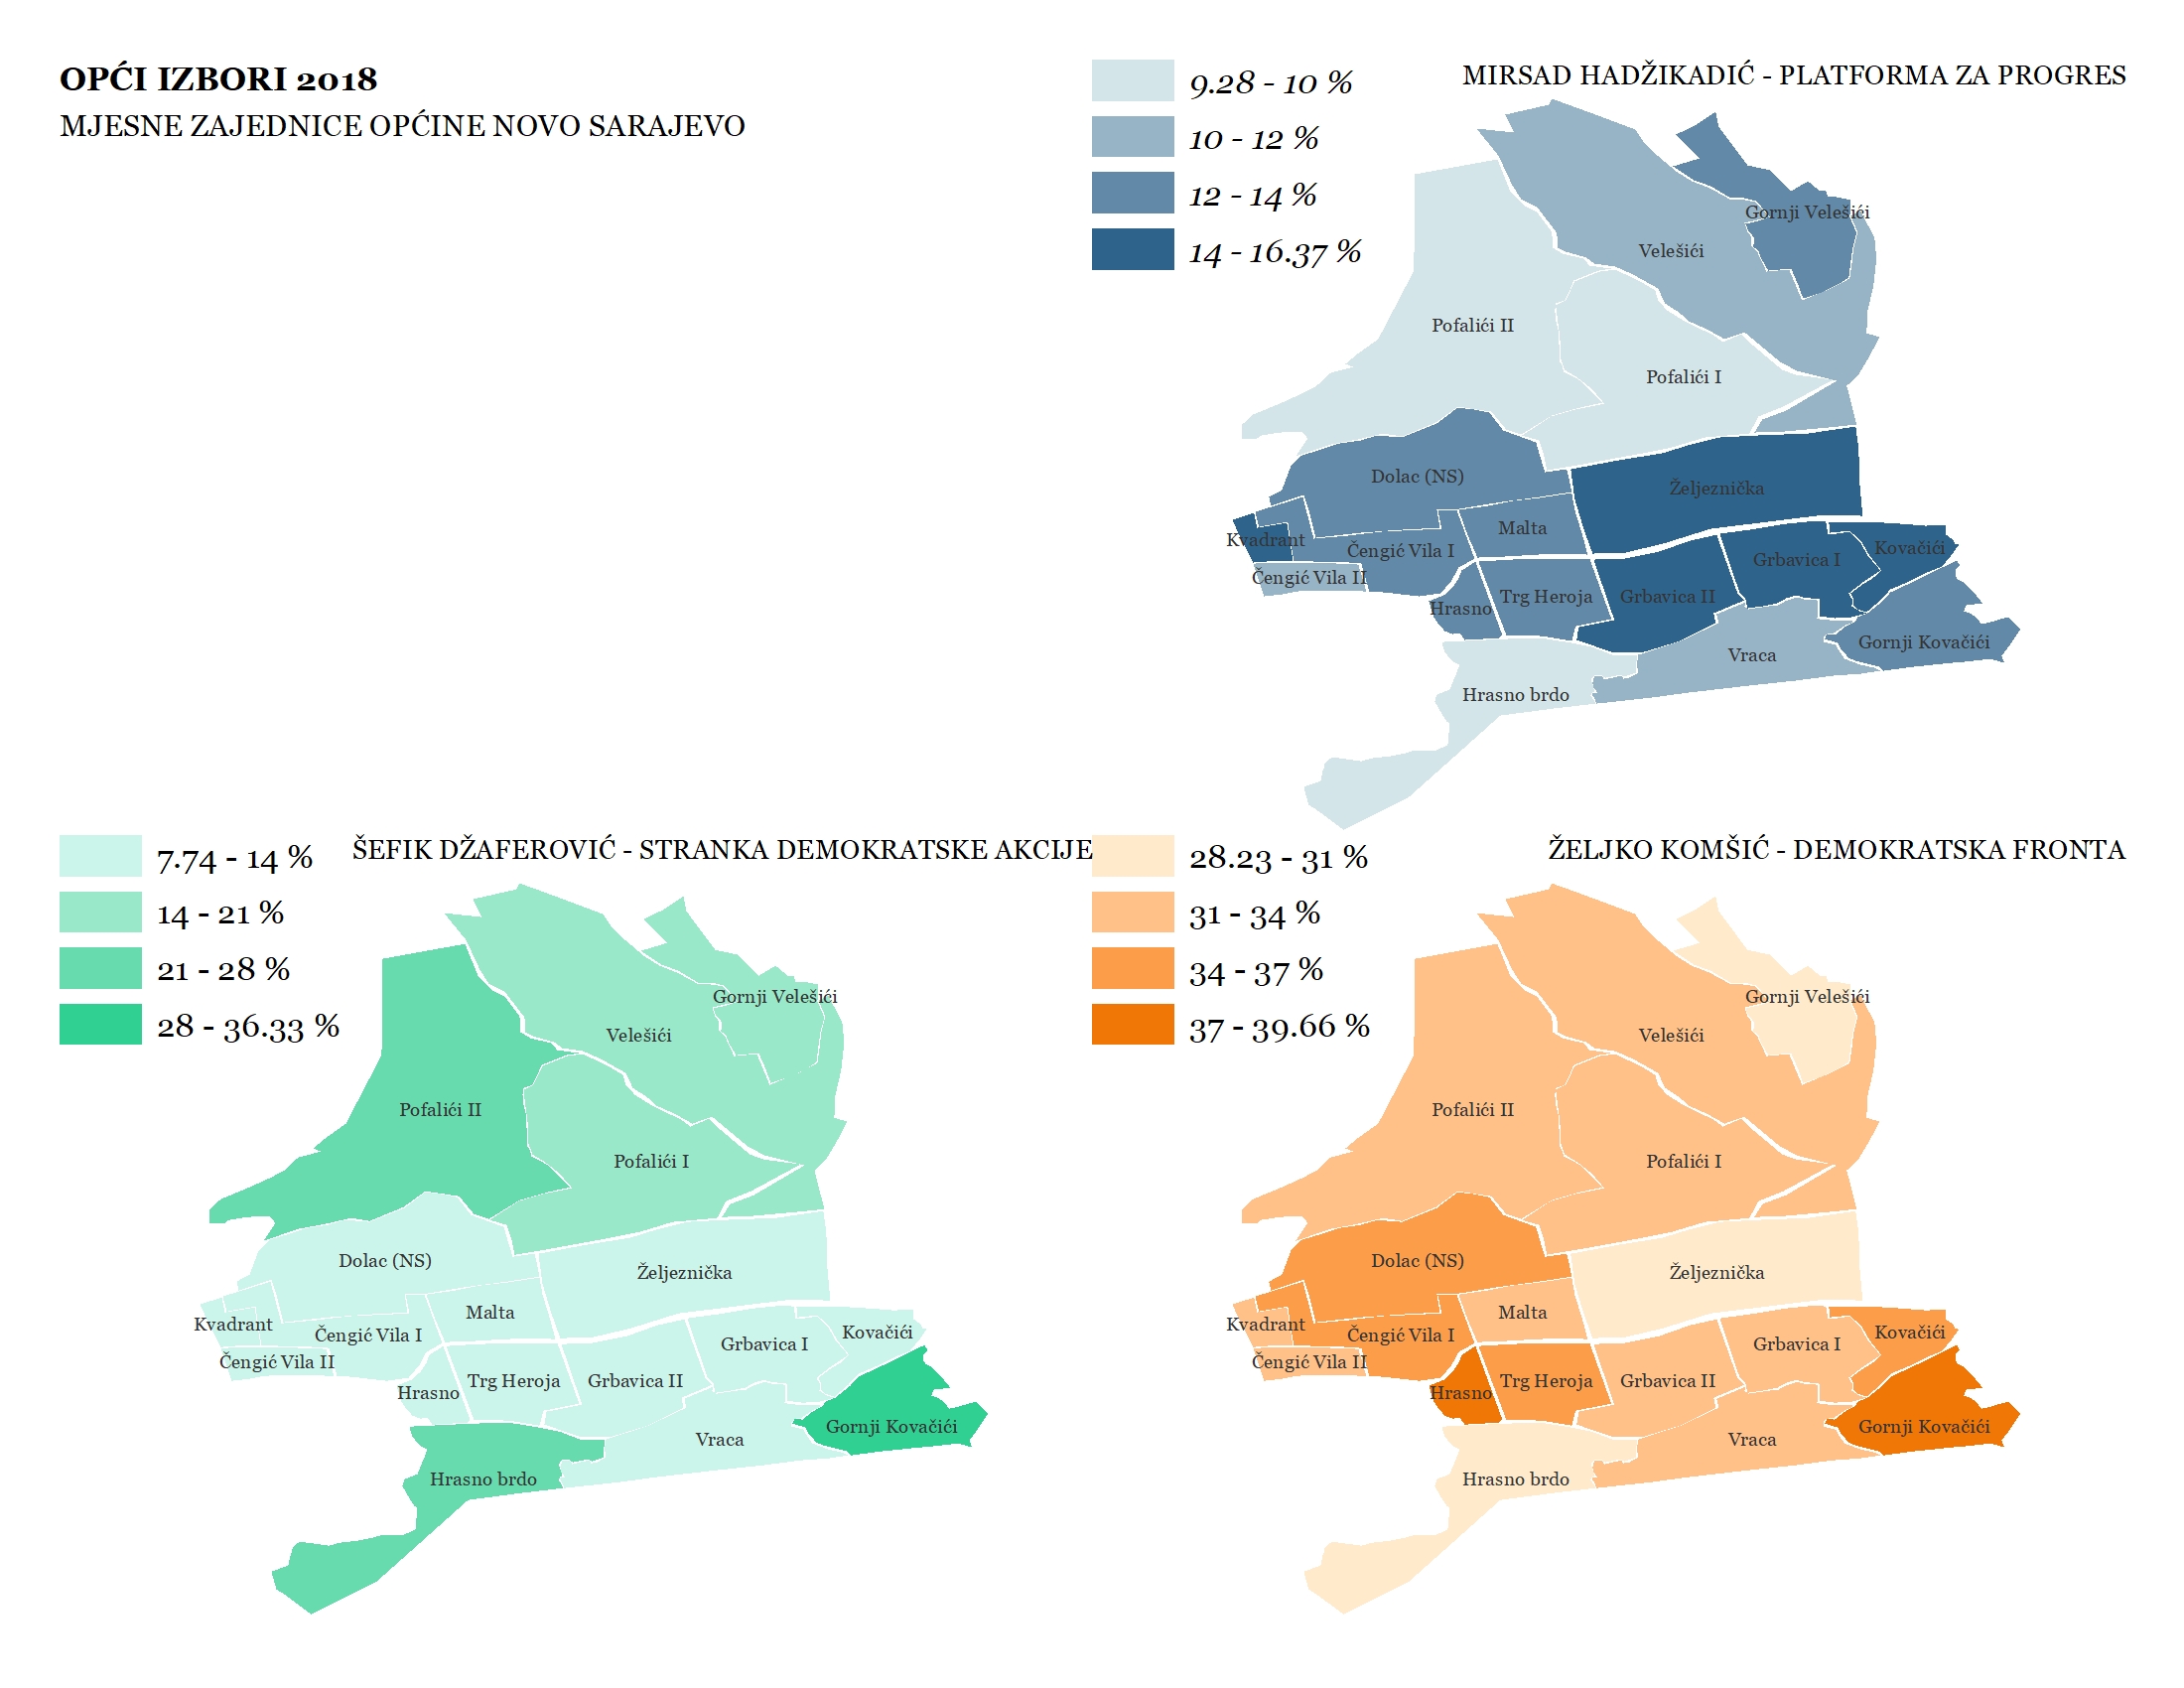 OPĆI IZBORI 2018
MJESNE ZAJEDNICE OPĆINE NOVO SARAJEVO
MIRSAD HADŽIKADIĆ - PLATFORMA ZA PROGRES
9.28 - 10 %
10 - 12 %
12 - 14 %
14 - 16.37 %
Gornji Velešići
Velešići
Pofalići II
Pofalići I
Dolac (NS)
Željeznička
Malta
Kvadrant
Čengić Vila I
Kovačići
Grbavica I
Čengić Vila II
Hrasno
Trg Heroja
Grbavica II
Gornji Kovačići
Vraca
Hrasno brdo
ŠEFIK DŽAFEROVIĆ - STRANKA DEMOKRATSKE AKCIJE
7.74 - 14 %
14 - 21 %
21 - 28 %
28 - 36.33 %
Gornji Velešići
Velešići
Pofalići II
Pofalići I
Dolac (NS)
Željeznička
Malta
Kvadrant
Čengić Vila I
Kovačići
Grbavica I
Čengić Vila II
Hrasno
Trg Heroja
Grbavica II
Gornji Kovačići
Vraca
Hrasno brdo
ŽELJKO KOMŠIĆ - DEMOKRATSKA FRONTA
28.23 - 31 %
31 - 34 %
34 - 37 %
37 - 39.66 %
Gornji Velešići
Velešići
Pofalići II
Pofalići I
Dolac (NS)
Željeznička
Malta
Kvadrant
Čengić Vila I
Kovačići
Grbavica I
Čengić Vila II
Hrasno
Trg Heroja
Grbavica II
Gornji Kovačići
Vraca
Hrasno brdo